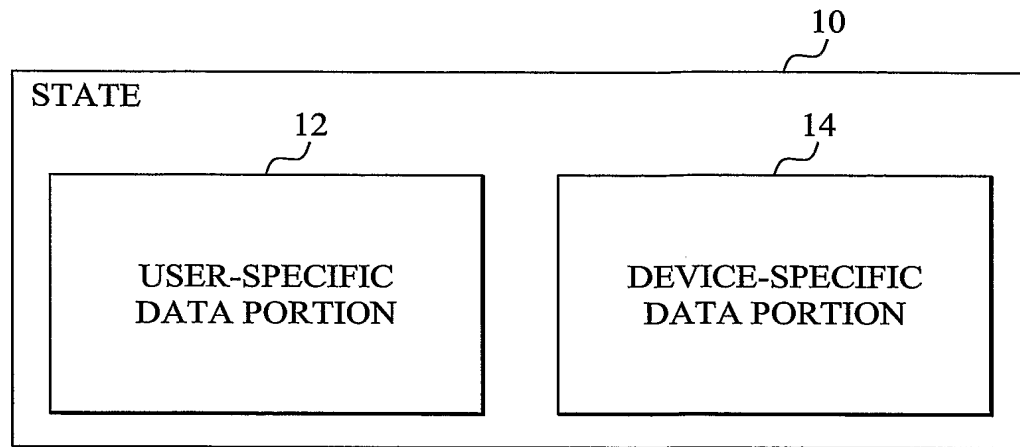 10
STATE
12
14
USER-SPECIFIC
DATA PORTION
DEVICE-SPECIFIC
DATA PORTION